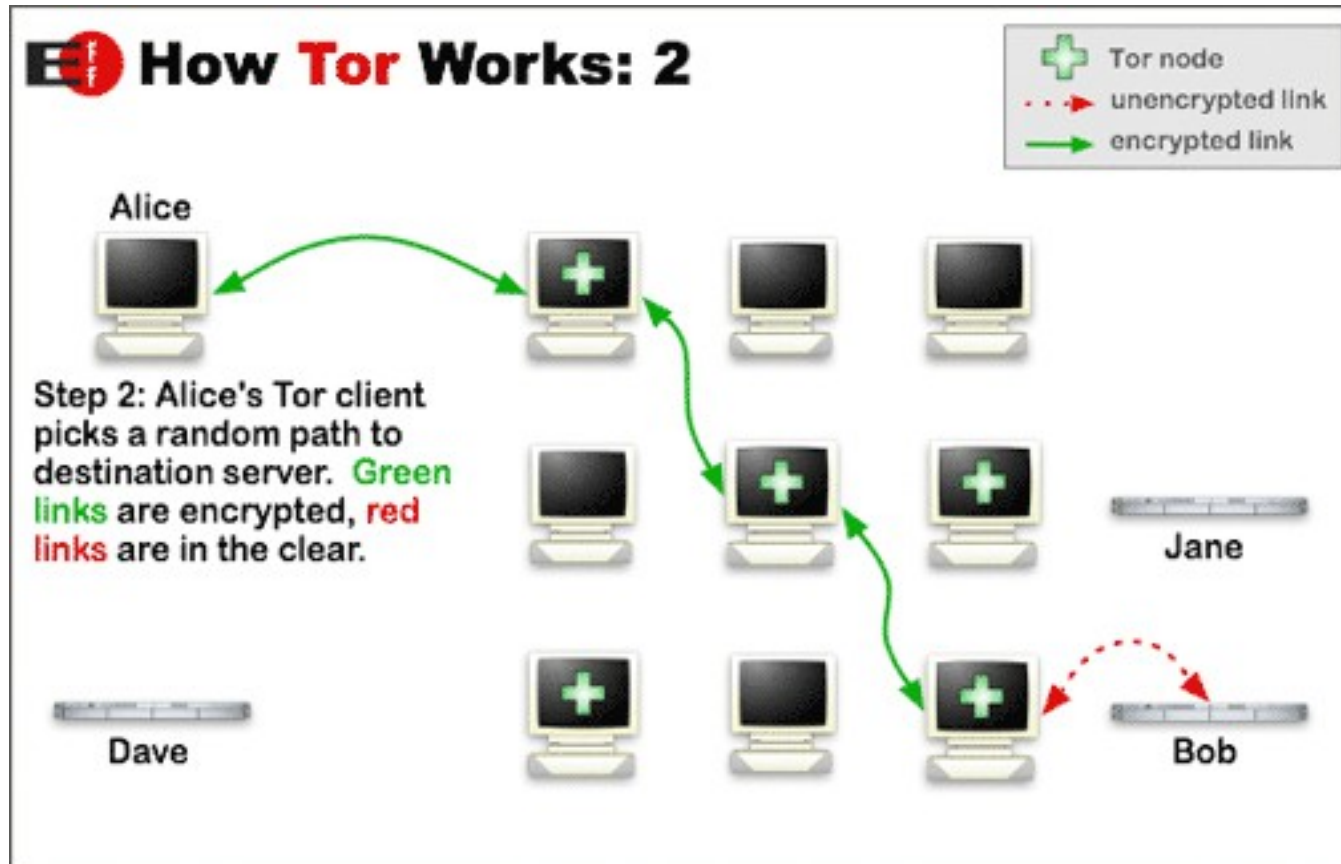 EFF How Tor Works: 2
Tor node
unencrypted link
encrypted link
Alice
Step 2: Alice's Tor client
picks a random path to
destination server. Green
links are encrypted, red
links are in the clear.
Jane
Dave
Bob